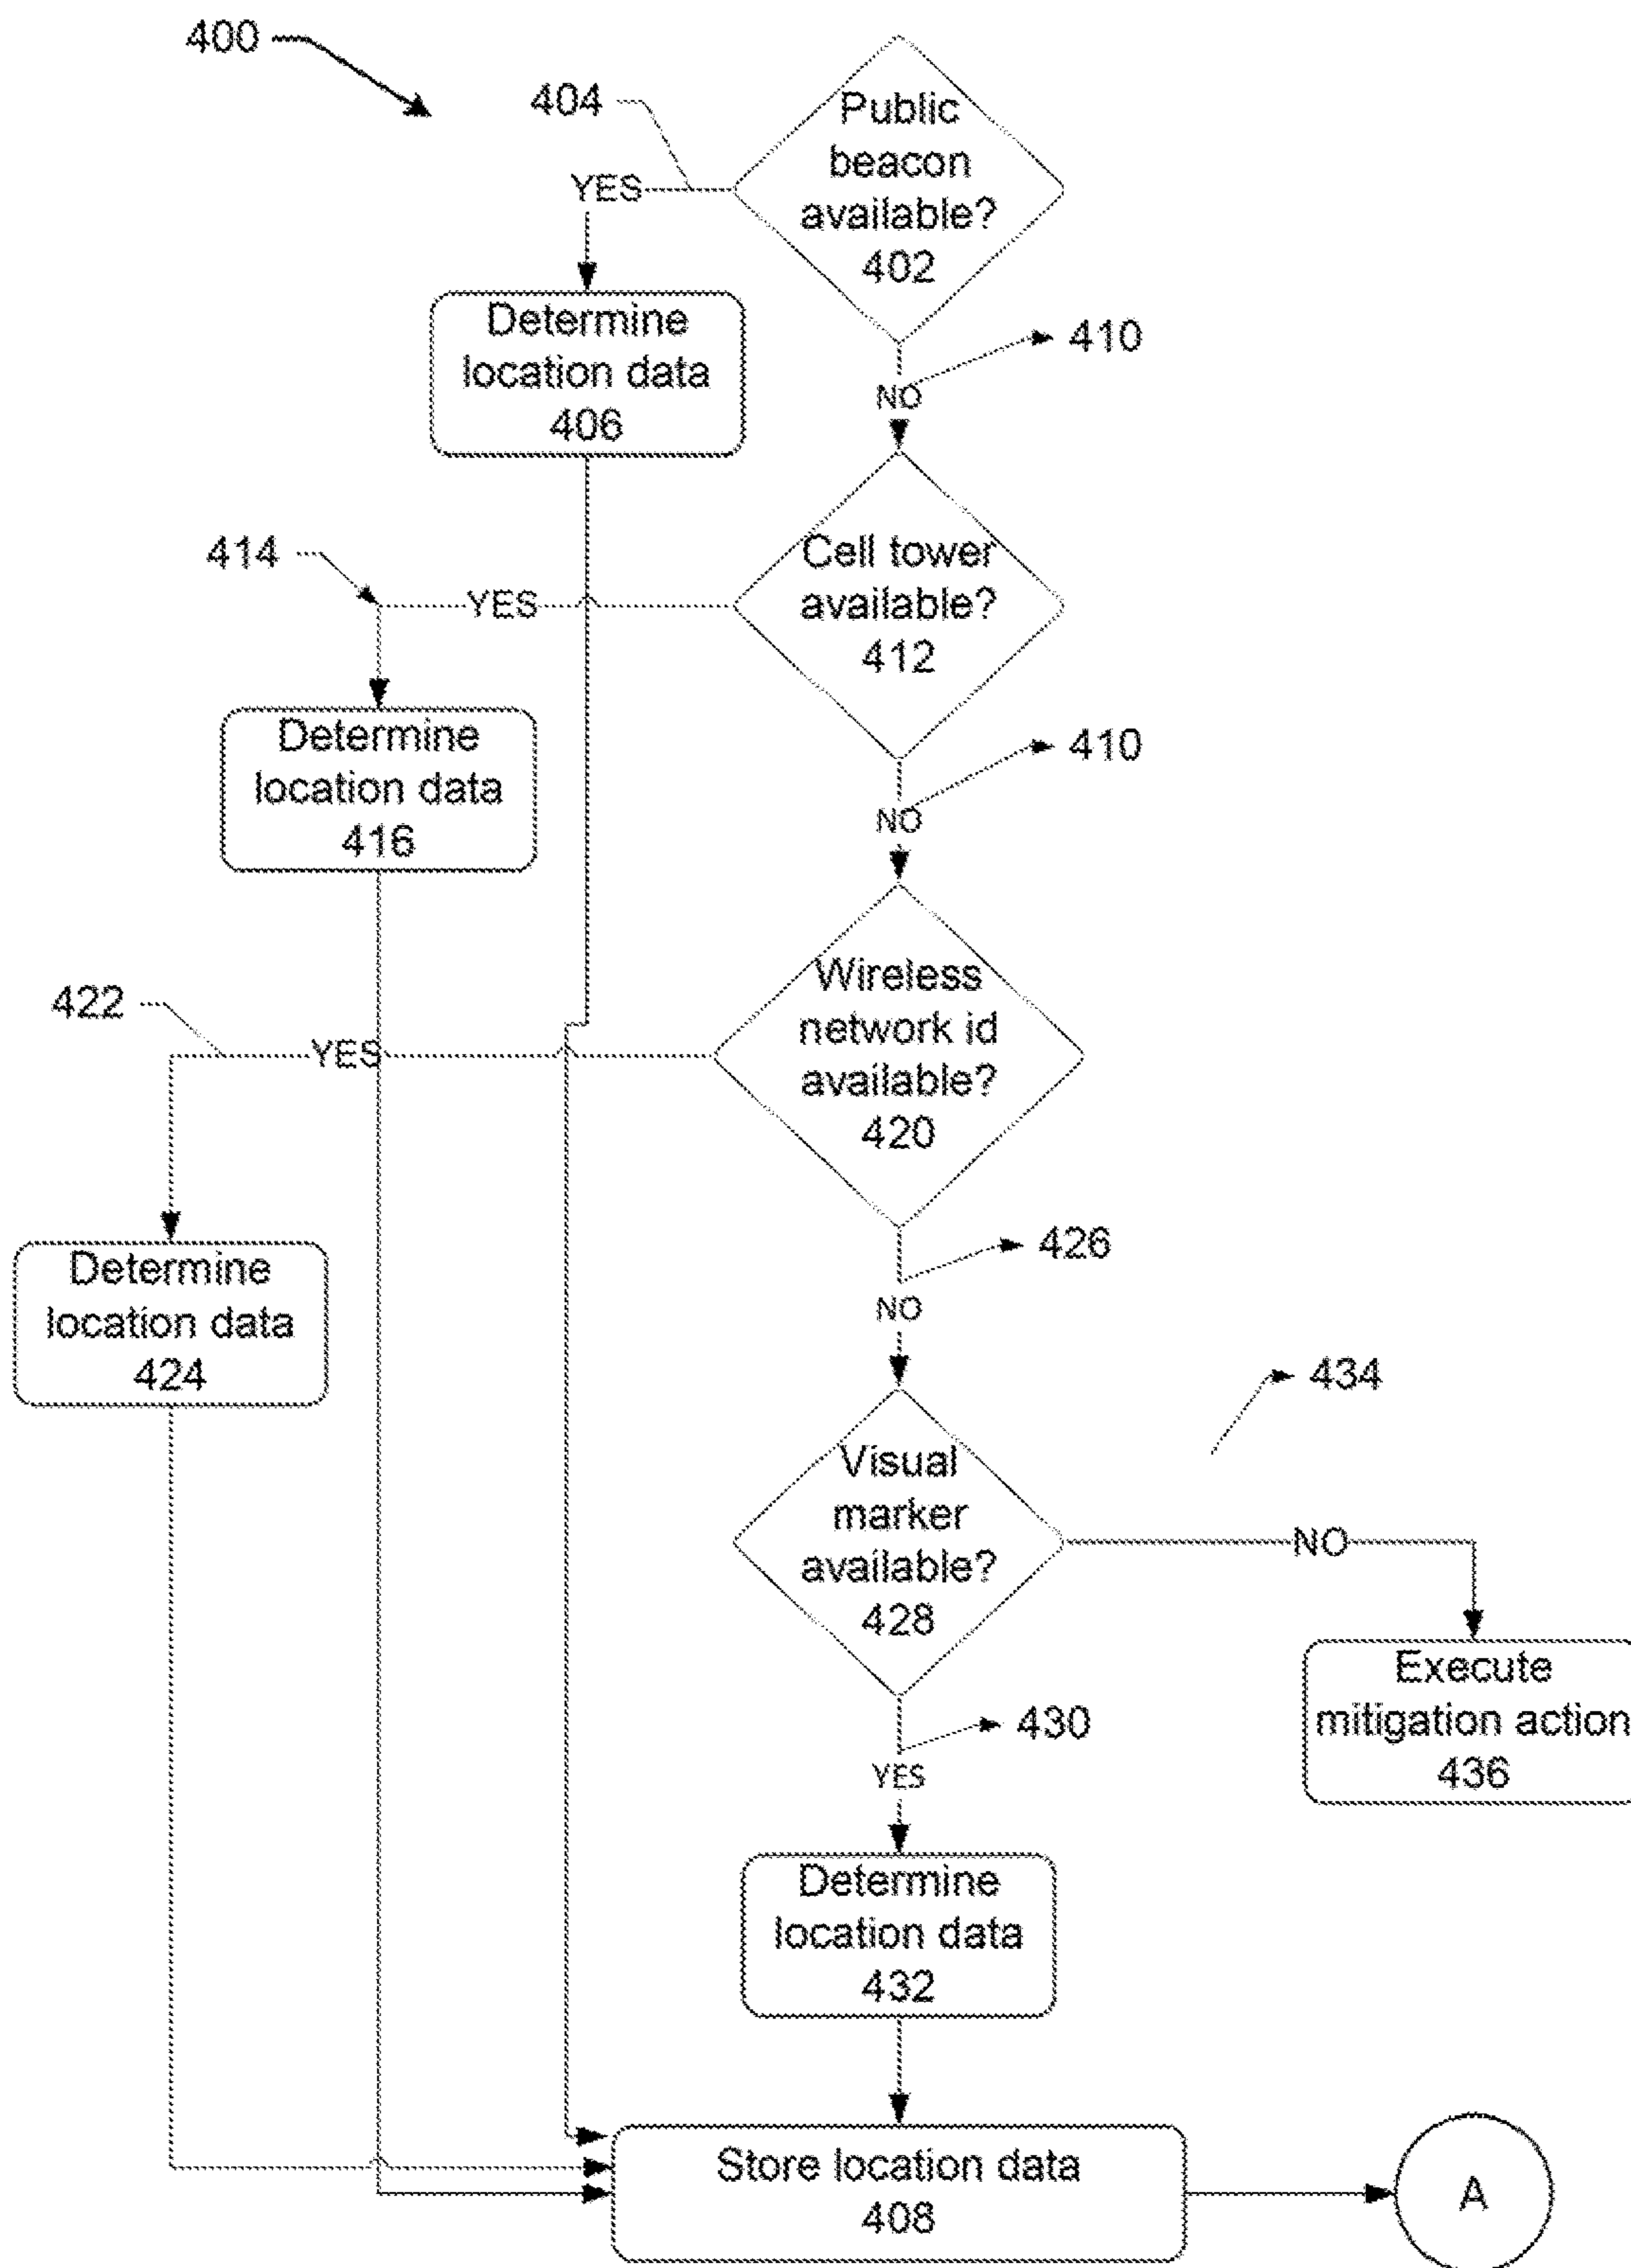 400
404
Public
beacon
available?
402
YES
Determine
location data
406
410
NO
414
Cell tower
available?
412
YES
Determine
location data
416
410
NO
422
Wireless
network id
available?
420
YES
Determine
location data
424
426
NO
434
Visual
marker
available?
428
NO
Execute
mitigation action
436
430
YES
Determine
location data
432
Store location data
408
A